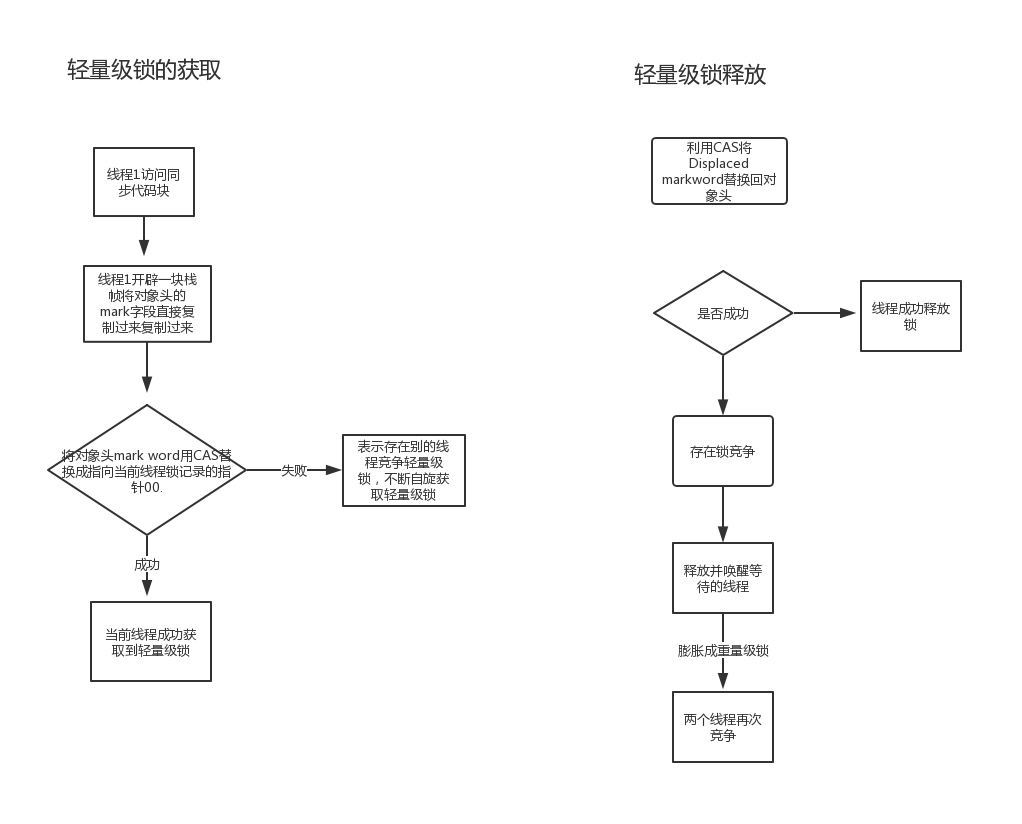 轻量级锁的获取
线程1访问同
步代码块
线程1开辟一块栈
帧将对象头的
mark字段直接复
制过来复制过来
将对象头mark word用CAS替
换成指向当前线程锁记录的指
针00.
失败
表示存在别的线
程竞争轻量级
锁，不断自旋获
取轻量级锁
成功
当前线程成功获
取到轻量级锁
轻量级锁释放
利用CAS将
Displaced
markword替换回对
象头
是否成功
线程成功释放
锁
存在锁竞争
释放并唤醒等
待的线程
膨胀成重量级锁
两个线程再次
竞争